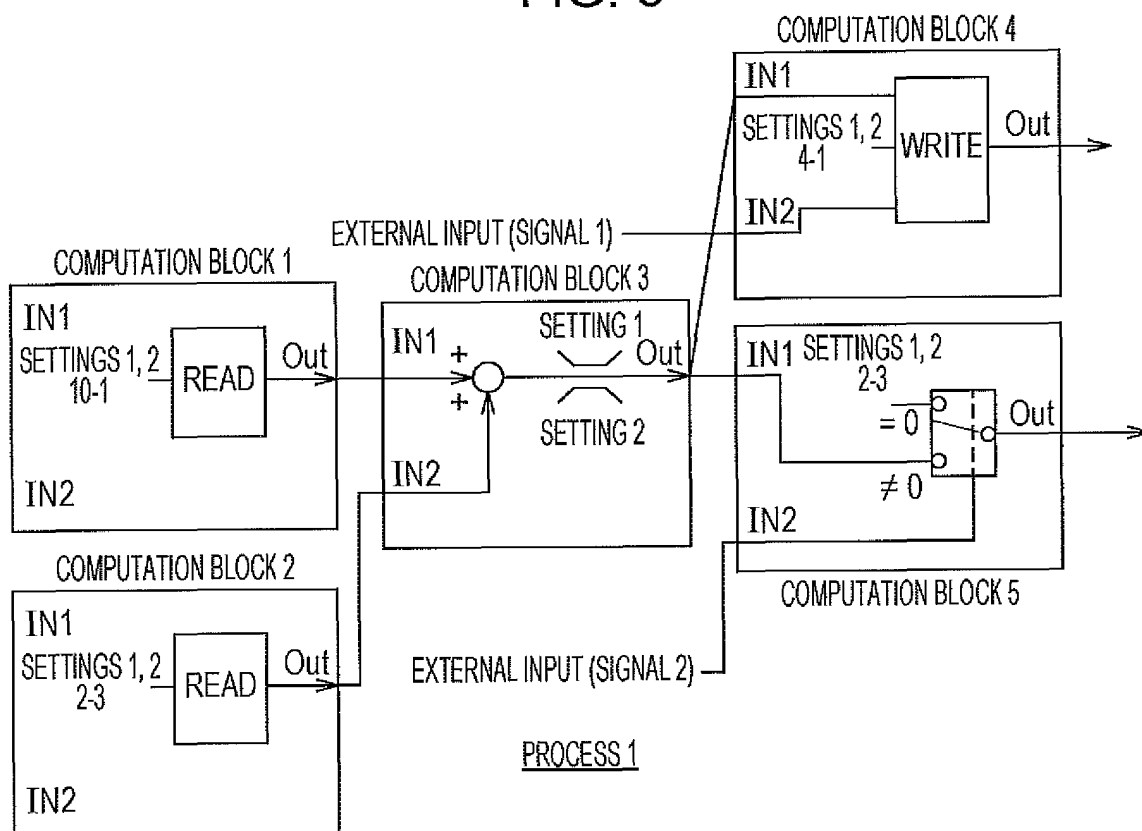 FIG.
COMPUTATION BLOCK 4
IN1
SETTINGS 1, 2
4-1
WRITE
Out
IN2
EXTERNAL INPUT (SIGNAL 1)
COMPUTATION BLOCK 1
IN1
SETTINGS 1, 2
10-1
READ
Out
IN2
COMPUTATION BLOCK 3
IN1
+
+
SETTING 1
Out
SETTING 2
IN2
IN1
SETTINGS 1, 2
2-3
= 0
Out
≠ 0
IN2
COMPUTATION BLOCK 5
COMPUTATION BLOCK 2
IN1
SETTINGS 1, 2
2-3
READ
Out
IN2
EXTERNAL INPUT (SIGNAL 2)
PROCESS 1